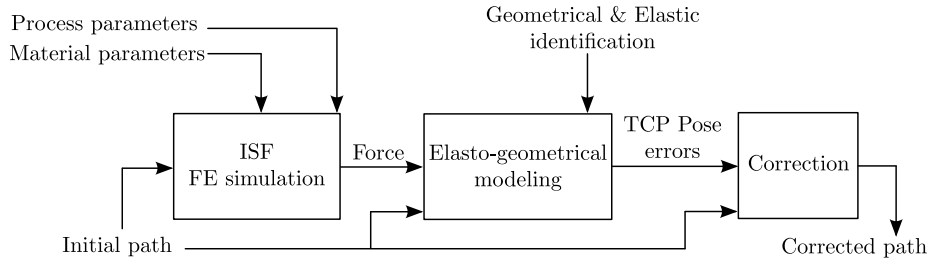 Process parameters
Material parameters
Geometrical & Elastic
identification
ISF
FE simulation
Force
Elasto-geometrical
modeling
TCP Pose
errors
Correction
Initial path
Corrected path